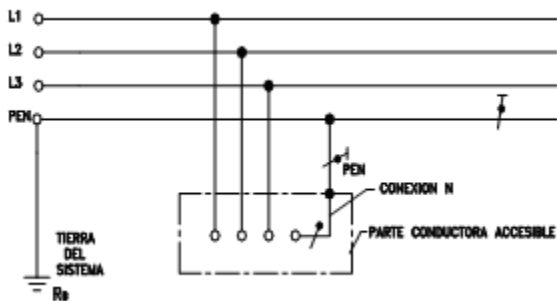 L1
L2
L3
PEN
PEN
CONEXION N
PARTE CONDUCTORA ACCESIBLE
TIERRA
DEL
SISTEMA
RB